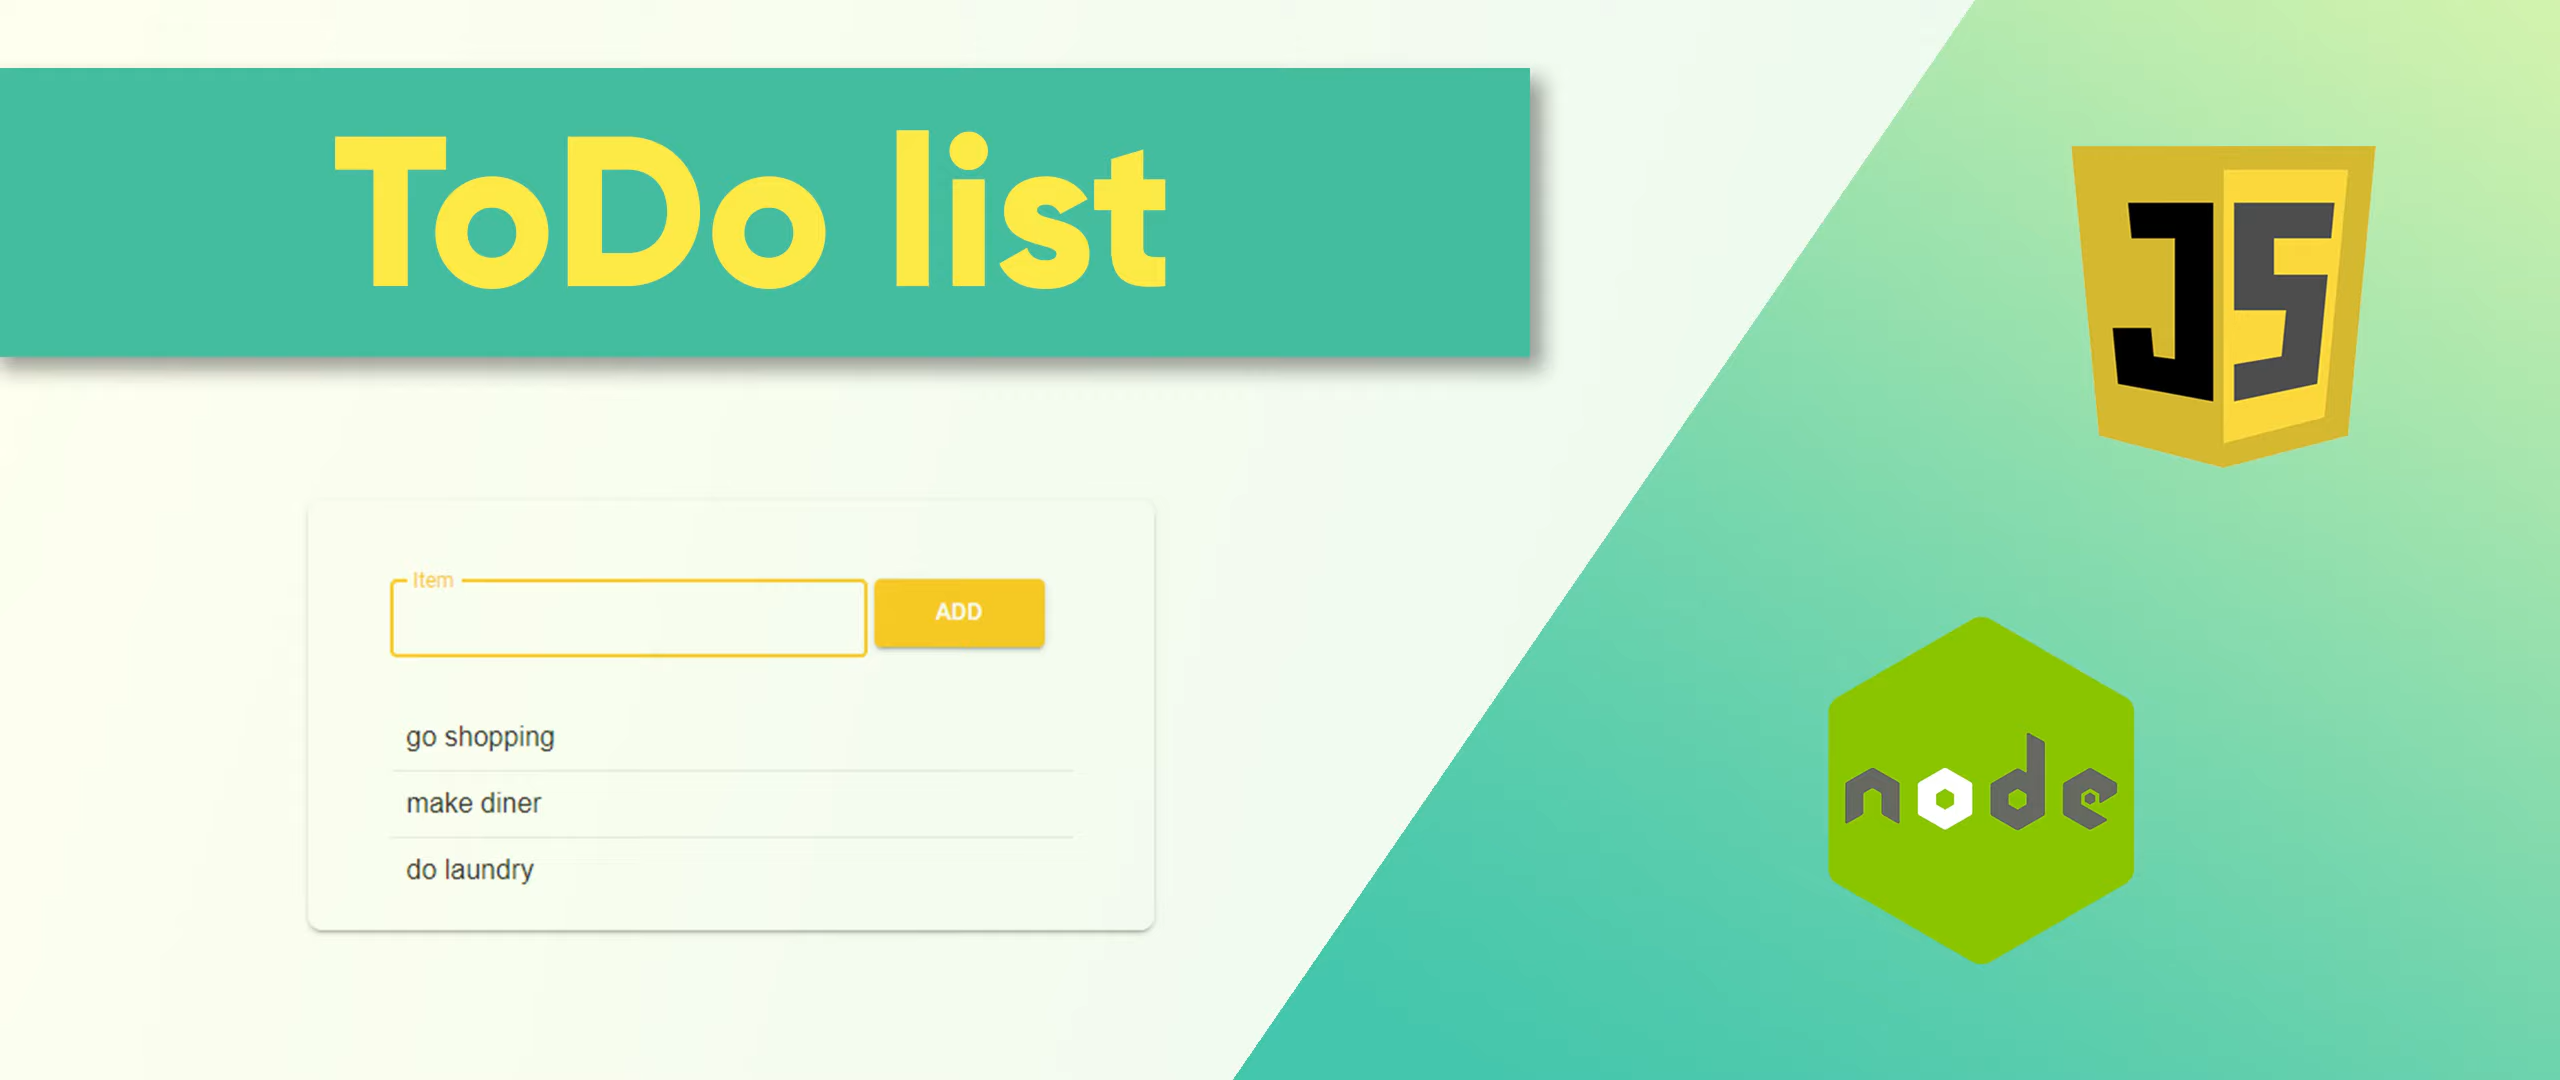 ToDo list
JS
Item
ADD
go shopping
make diner
do laundry
node